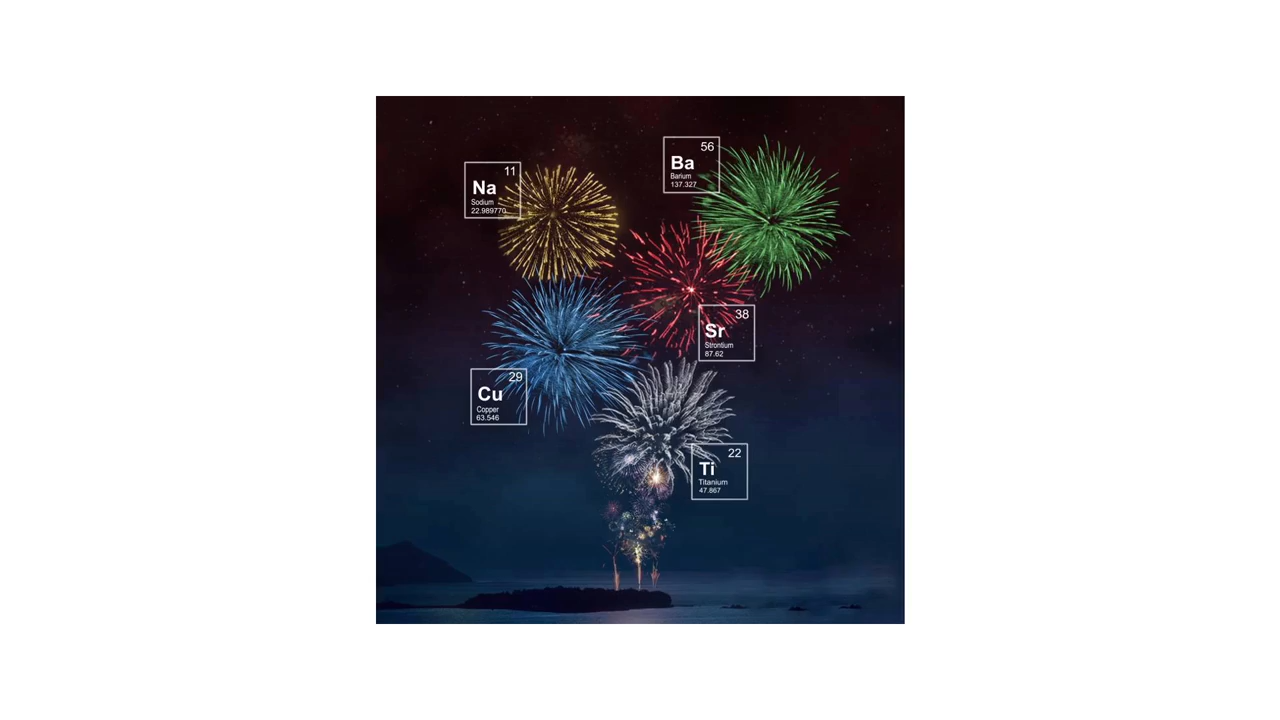 11
Na
Sodium
22.989770
56
Ba
Barium
137.327
38
Sr
Strontium
87.62
29
Cu
Copper
63.546
22
Ti
Titanium
47.867